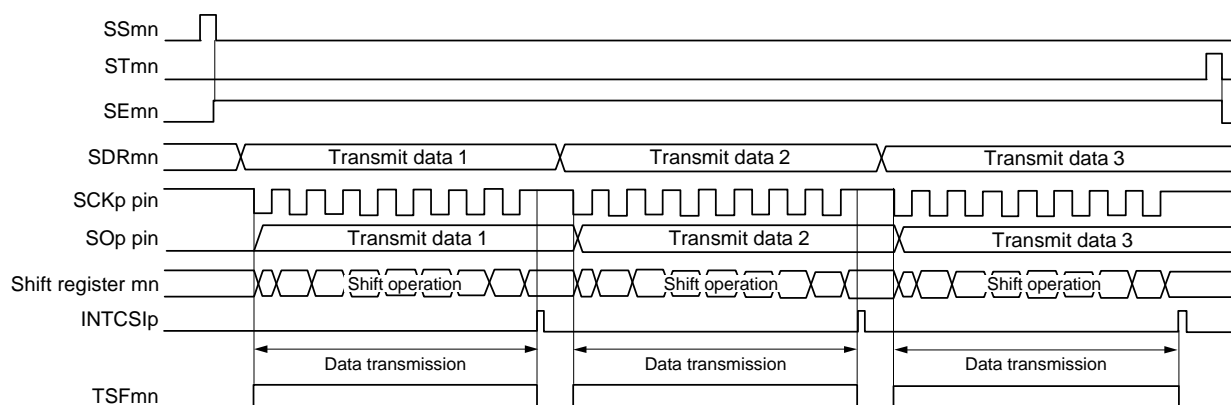 SSmn
STmn
SEmn
SDRmn Transmit data 1 Transmit data 2 Transmit data 3
SCKp pin
SOp pin Transmit data 1 Transmit data 2 Transmit data 3
Shift register mn Shift operation Shift operation Shift operation
INTCSIp
Data transmission Data transmission Data transmission
TSFmn